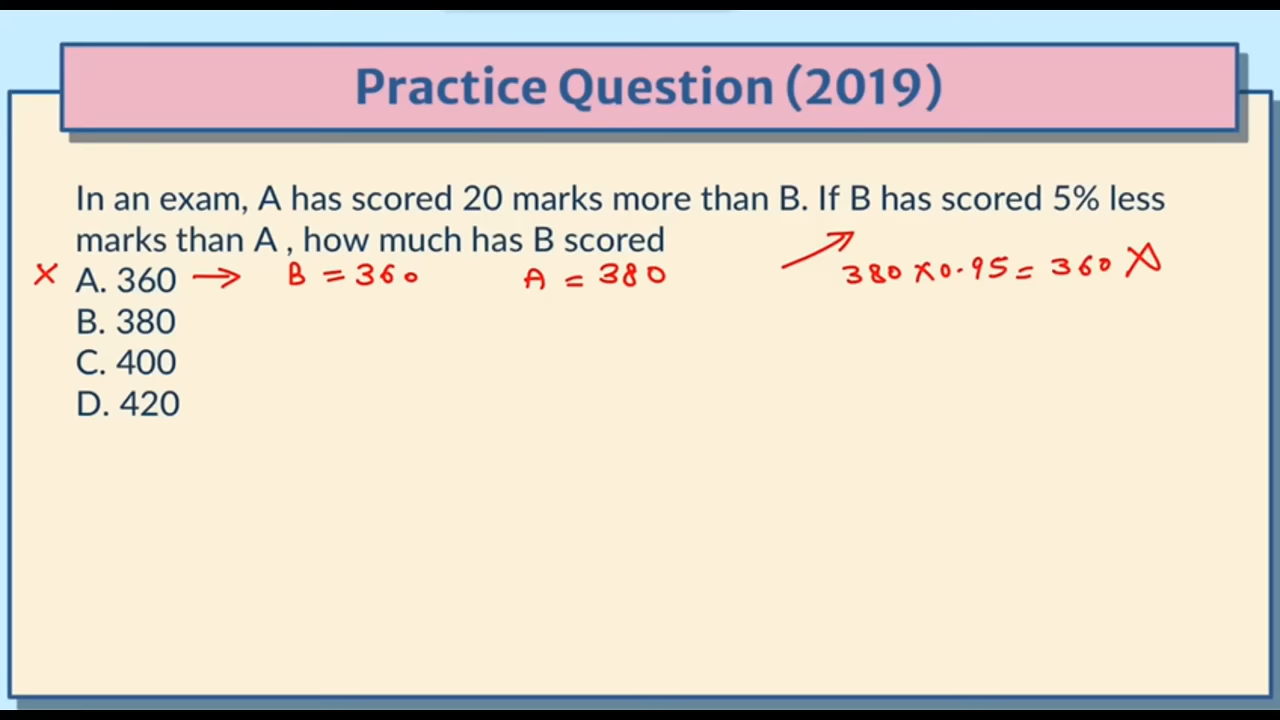 Practice Question (2019)
In an exam, A has scored 20 marks more than B. If B has scored 5% less
marks than A , how much has B scored
× A. 360 → B = 360 A = 380 380 × 0.95 = 360 ×
B. 380
C. 400
D. 420